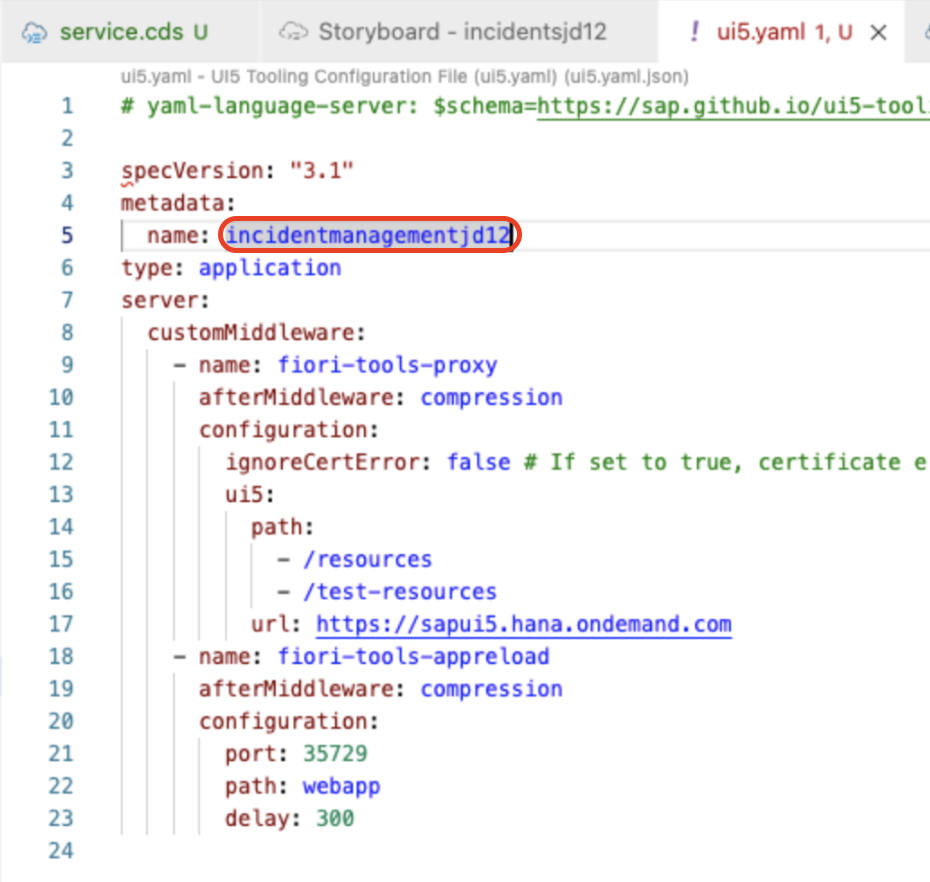 service.cds U
Storyboard - incidentsjd12
! ui5.yaml 1, U ×
ui5.yaml - UI5 Tooling Configuration File (ui5.yaml) (ui5.yaml.json)
1 # yaml-language-server: $schema=https://sap.github.io/ui5-tool
2
3 specVersion: "3.1"
4 metadata:
5 name: incidentmanagementjd12
6 type: application
7 server:
8 customMiddleware:
9 - name: fiori-tools-proxy
10 afterMiddleware: compression
11 configuration:
12 ignoreCertError: false # If set to true, certificate e
13 ui5:
14 path:
15 - /resources
16 - /test-resources
17 url: https://sapui5.hana.ondemand.com
18 - name: fiori-tools-appreload
19 afterMiddleware: compression
20 configuration:
21 port: 35729
22 path: webapp
23 delay: 300
24